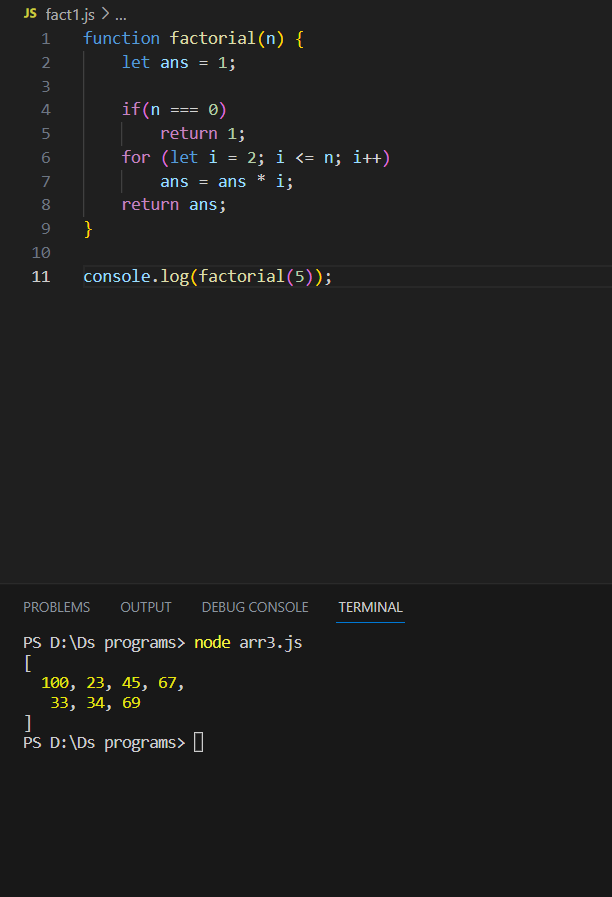 JS fact1.js > ...
1 function factorial(n) {
2     let ans = 1;
3
4     if(n === 0)
5         return 1;
6     for (let i = 2; i <= n; i++)
7         ans = ans * i;
8     return ans;
9 }
10
11 console.log(factorial(5));
PROBLEMS OUTPUT DEBUG CONSOLE TERMINAL
PS D:\Ds programs> node arr3.js
[
  100, 23, 45, 67,
   33, 34, 69
]
PS D:\Ds programs>